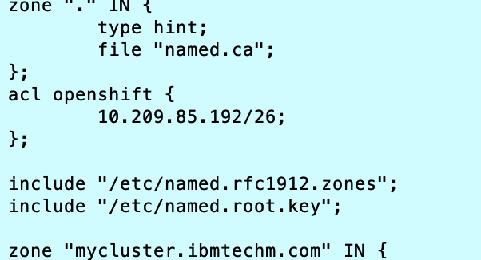 zone "." IN {
        type hint;
        file "named.ca";
};
acl openshift {
        10.209.85.192/26;
};

include "/etc/named.rfc1912.zones";
include "/etc/named.root.key";

zone "mycluster.ibmtechm.com" IN {